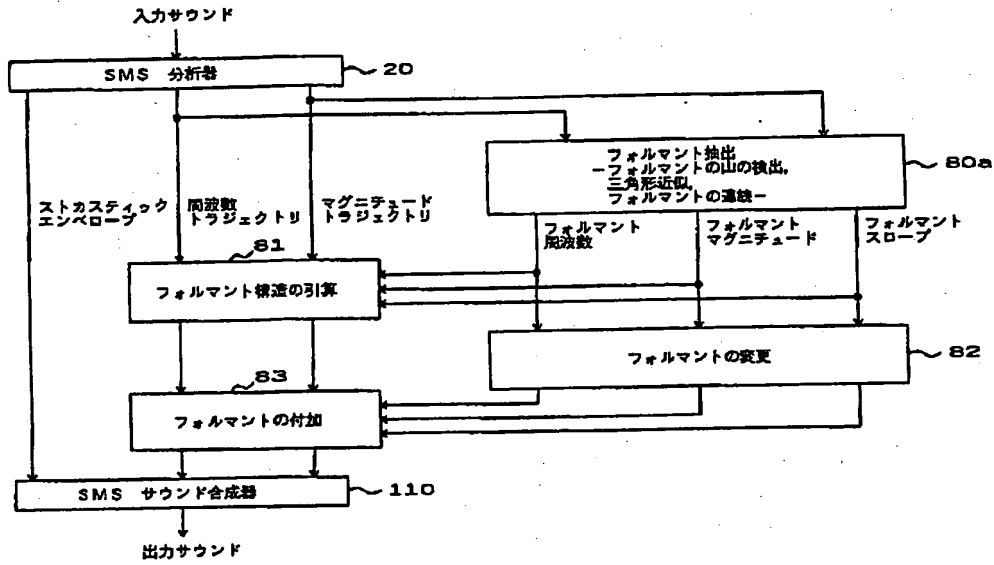 入力サウンド
SMS 分析器
20
フォルマント抽出
−フォルマントの山の検出,
三角形近似,
フォルマントの連続−
80a
ストカスティック
エンベロープ
周波数
トラジェクトリ
マグニチュード
トラジェクトリ
フォルマント
周波数
フォルマント
マグニチュード
フォルマント
スロープ
81
フォルマント構造の引算
フォルマントの変更
82
83
フォルマントの付加
SMS サウンド合成器
110
出力サウンド